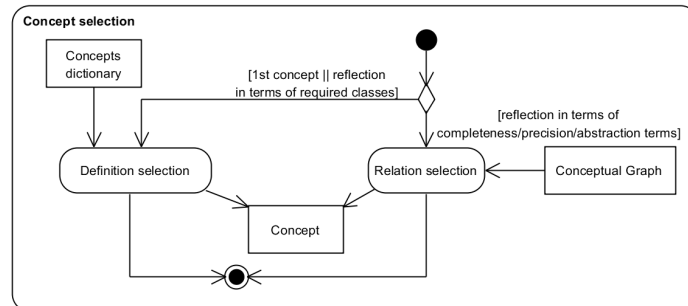 Concept selection
Concepts
dictionary
[1st concept || reflection
in terms of required classes]
[reflection in terms of
completeness/precision/abstraction terms]
Definition selection
Relation selection
Conceptual Graph
Concept